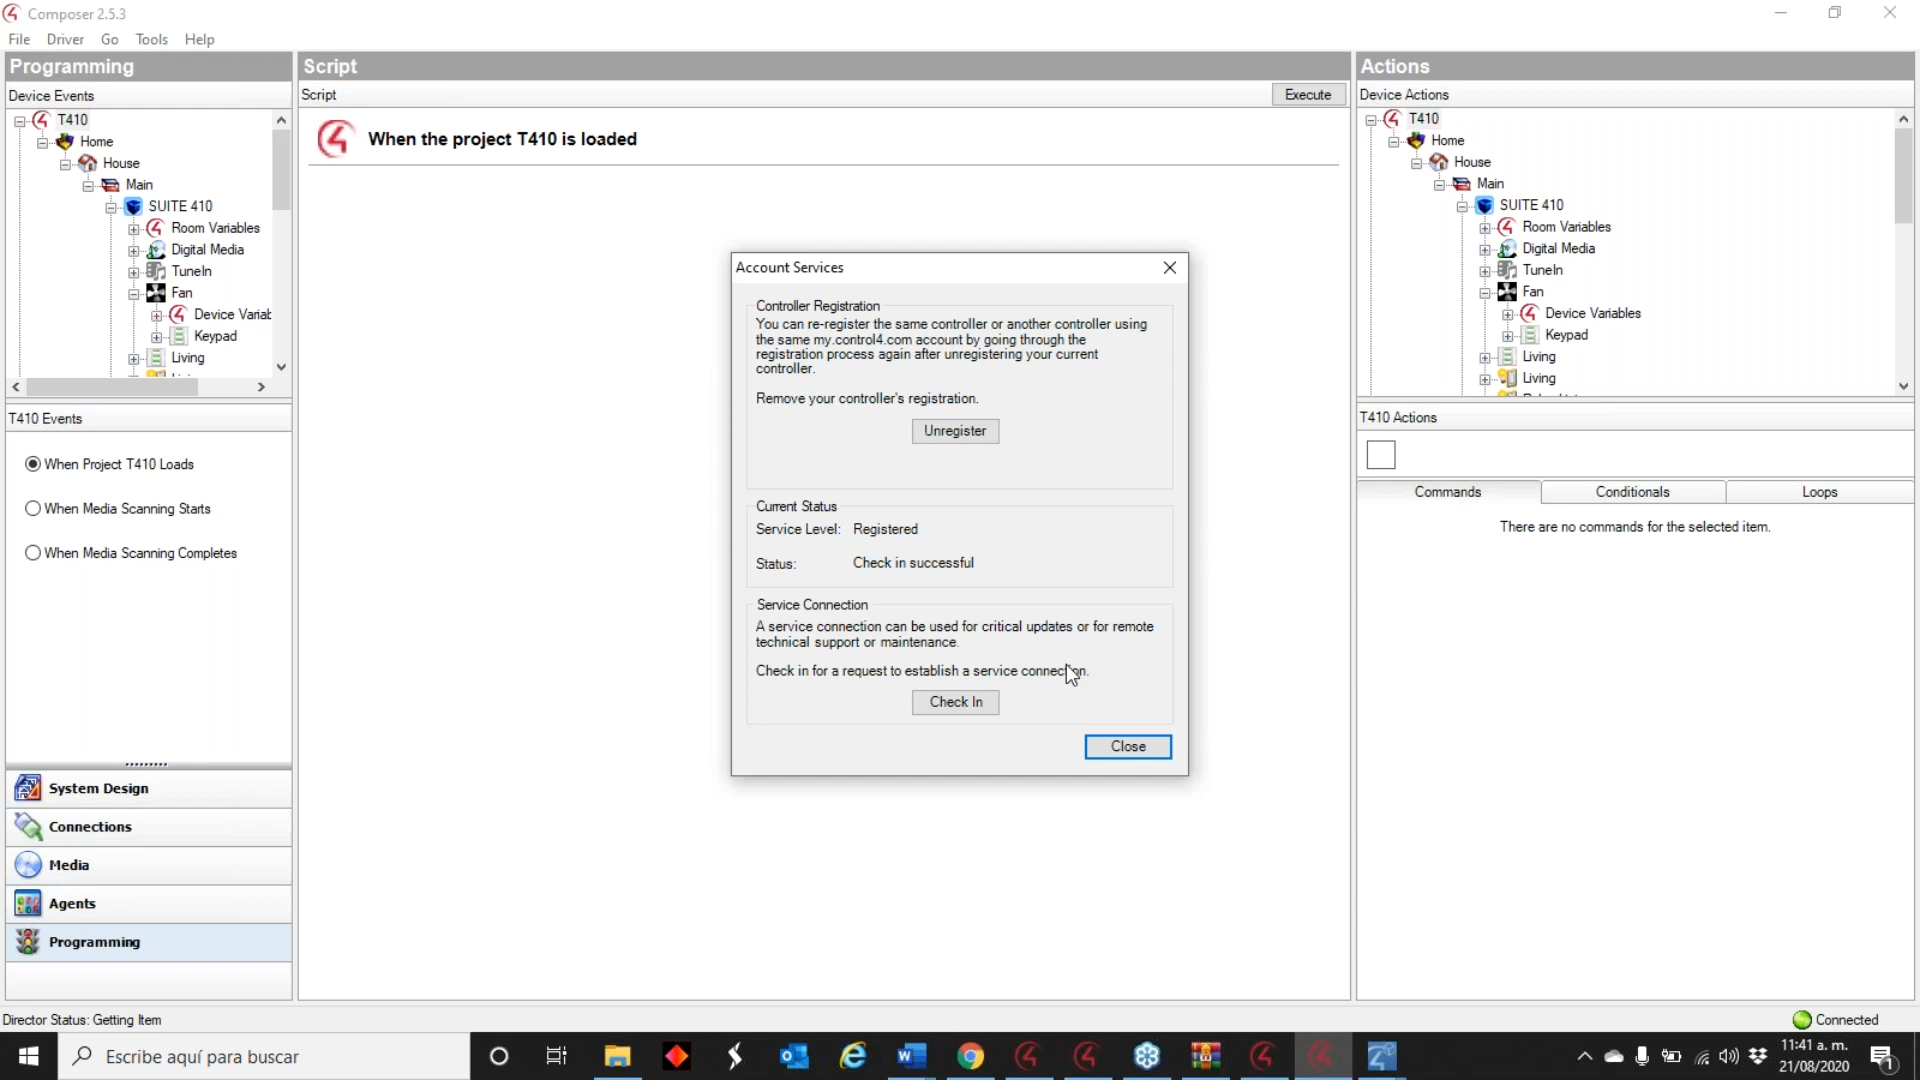 Composer 2.5.3
File Driver Go Tools Help
Programming
Device Events
T410
Home
House
Main
SUITE 410
Room Variables
Digital Media
TuneIn
Fan
Device Variab
Keypad
Living
T410 Events
When Project T410 Loads
When Media Scanning Starts
When Media Scanning Completes
System Design
Connections
Media
Agents
Programming
Script
Script
Execute
When the project T410 is loaded
Account Services
Controller Registration
You can re-register the same controller or another controller using
the same my.control4.com account by going through the
registration process again after unregistering your current
controller.
Remove your controller's registration.
Unregister
Current Status
Service Level: Registered
Status: Check in successful
Service Connection
A service connection can be used for critical updates or for remote
technical support or maintenance.
Check in for a request to establish a service connection.
Check In
Close
Actions
Device Actions
T410
Home
House
Main
SUITE 410
Room Variables
Digital Media
TuneIn
Fan
Device Variables
Keypad
Living
Living
T410 Actions
Commands Conditionals Loops
There are no commands for the selected item.
Director Status: Getting Item
Connected
Escribe aquí para buscar
11:41 a. m.
21/08/2020
1